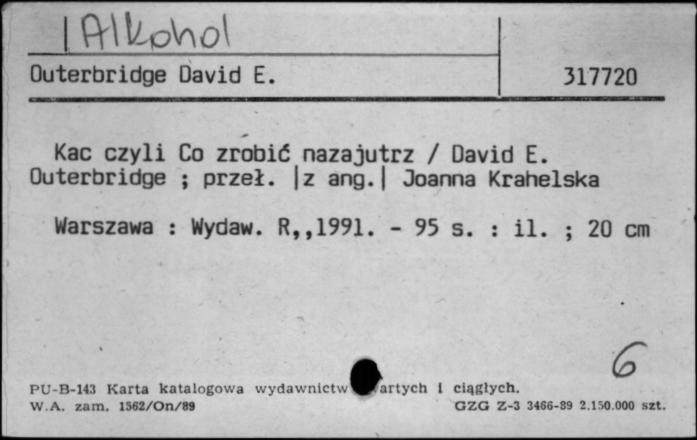 Alkohol
Outerbridge David E. 317720
Kac czyli Co zrobić nazajutrz / David E.
Outerbridge ; przeł. |z ang.| Joanna Krahelska
Warszawa : Wydaw. R,,1991. - 95 s. : il. ; 20 cm
6
PU-B-143 Karta katalogowa wydawnictw artych i ciągłych.
W.A. zam. 1562/On/89 GZG Z-3 3466-89 2.150.000 szt.